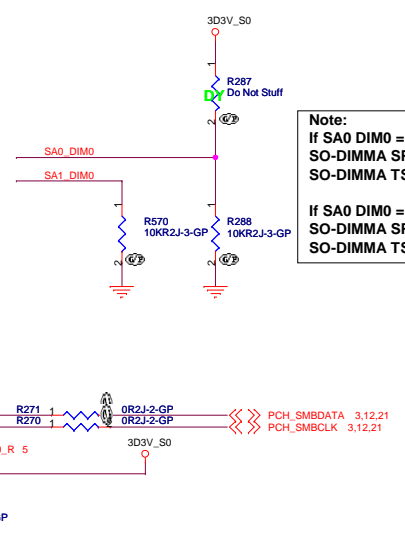 3D3V_S0
1
R287
DY Do Not Stuff
2 G/P
Note:
If SA0 DIM0 =
SO-DIMMA SP
SO-DIMMA TS
If SA0 DIM0 =
SO-DIMMA SP
SO-DIMMA TS
SA0_DIM0
SA1_DIM0
1 1
R570 R288
10KR2J-3-GP 10KR2J-3-GP
2 G/P 2 G/P
R271 1 0R2J-2-GP PCH_SMBDATA 3,12,21
R270 1 0R2J-2-GP PCH_SMBCLK 3,12,21
_R 5
3D3V_S0